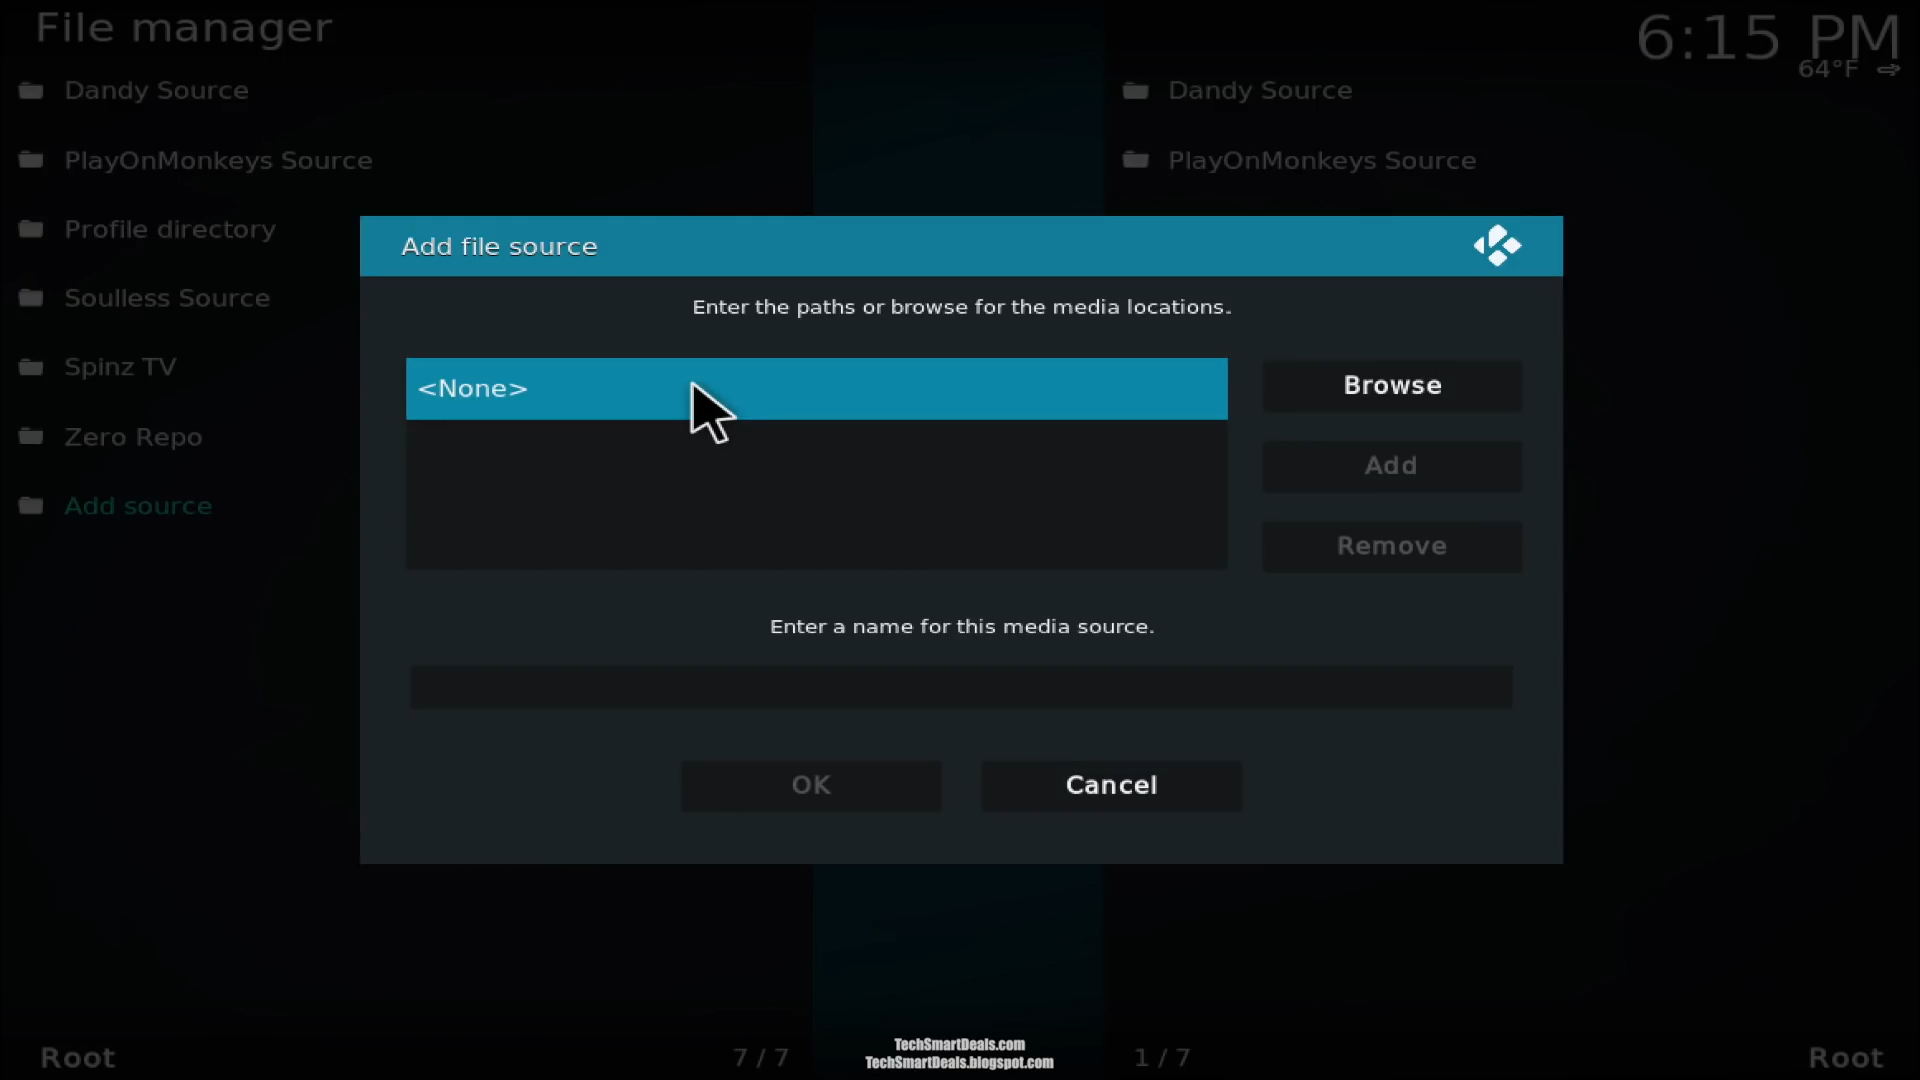 File manager
6:15 PM
64°F
Dandy Source
PlayOnMonkeys Source
Profile directory
Soulless Source
Spinz TV
Zero Repo
Add source
Dandy Source
PlayOnMonkeys Source
Add file source
Enter the paths or browse for the media locations.
<None>
Browse
Add
Remove
Enter a name for this media source.
OK
Cancel
Root
7 / 7
TechSmartDeals.com
TechSmartDeals.blogspot.com
1 / 7
Root